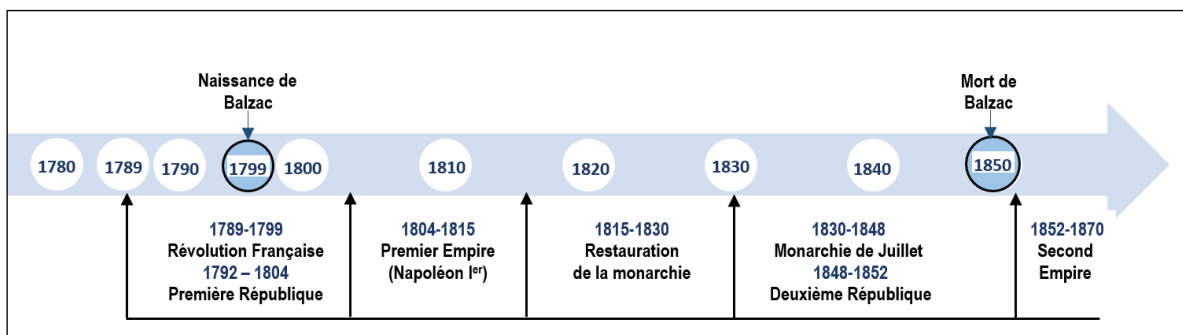 Naissance de
Balzac
Mort de
Balzac
1780 1789 1790 1799 1800 1810 1820 1830 1840 1850
1789-1799
Révolution Française
1792 – 1804
Première République
1804-1815
Premier Empire
(Napoléon Iᵉʳ)
1815-1830
Restauration
de la monarchie
1830-1848
Monarchie de Juillet
1848-1852
Deuxième République
1852-1870
Second
Empire